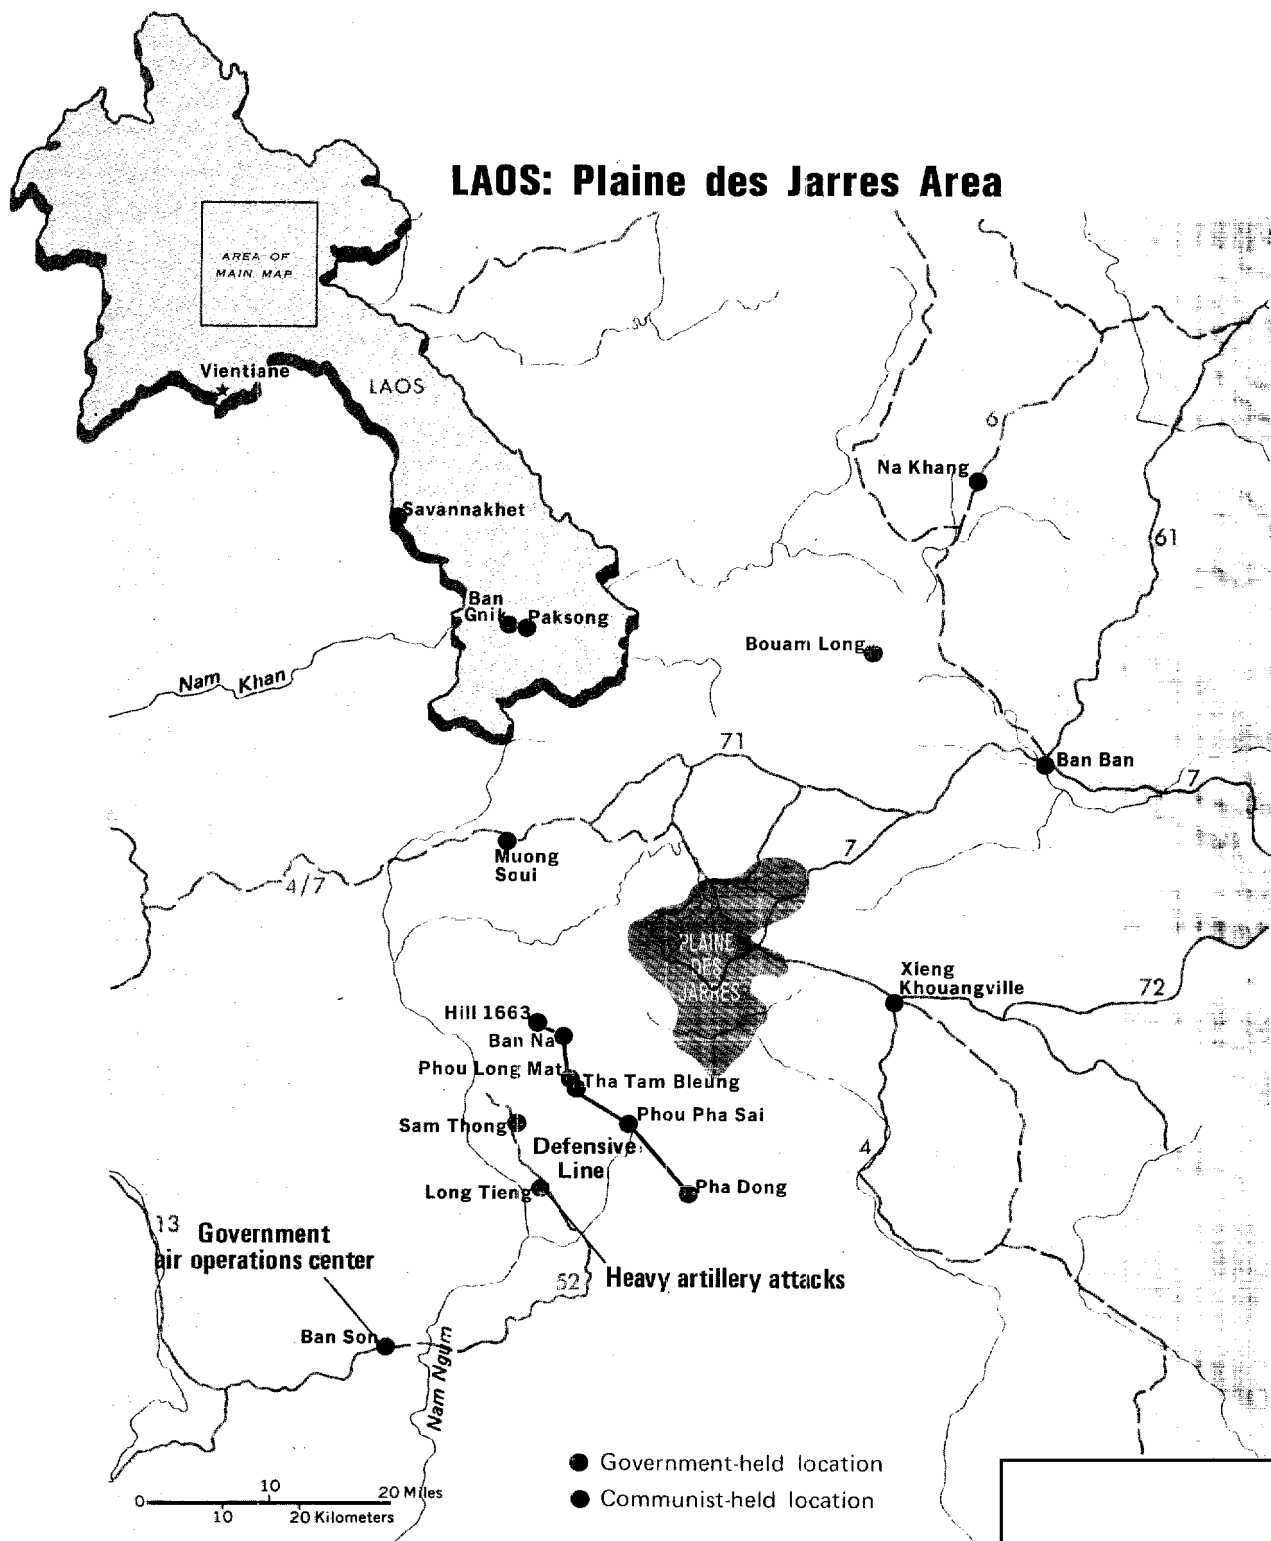 LAOS: Plaine des Jarres Area
AREA OF
MAIN MAP
Vientiane
LAOS
Savannakhet
Ban
Gnik
Paksong
Nam Khan
6
Na Khang
61
Bouam Long
71
Ban Ban
7
7
Muong
Soui
4/7
PLAINE
DES
JARRES
Xieng
Khouangville
72
Hill 1663
Ban Na
Phou Long Mat
Tha Tam Bleung
Phou Pha Sai
Sam Thong
Defensive
Line
4
Long Tieng
Pha Dong
13
Government
air operations center
52
Heavy artillery attacks
Ban Son
Nam Ngum
Government-held location
Communist-held location
0 10 20 Miles
10 20 Kilometers